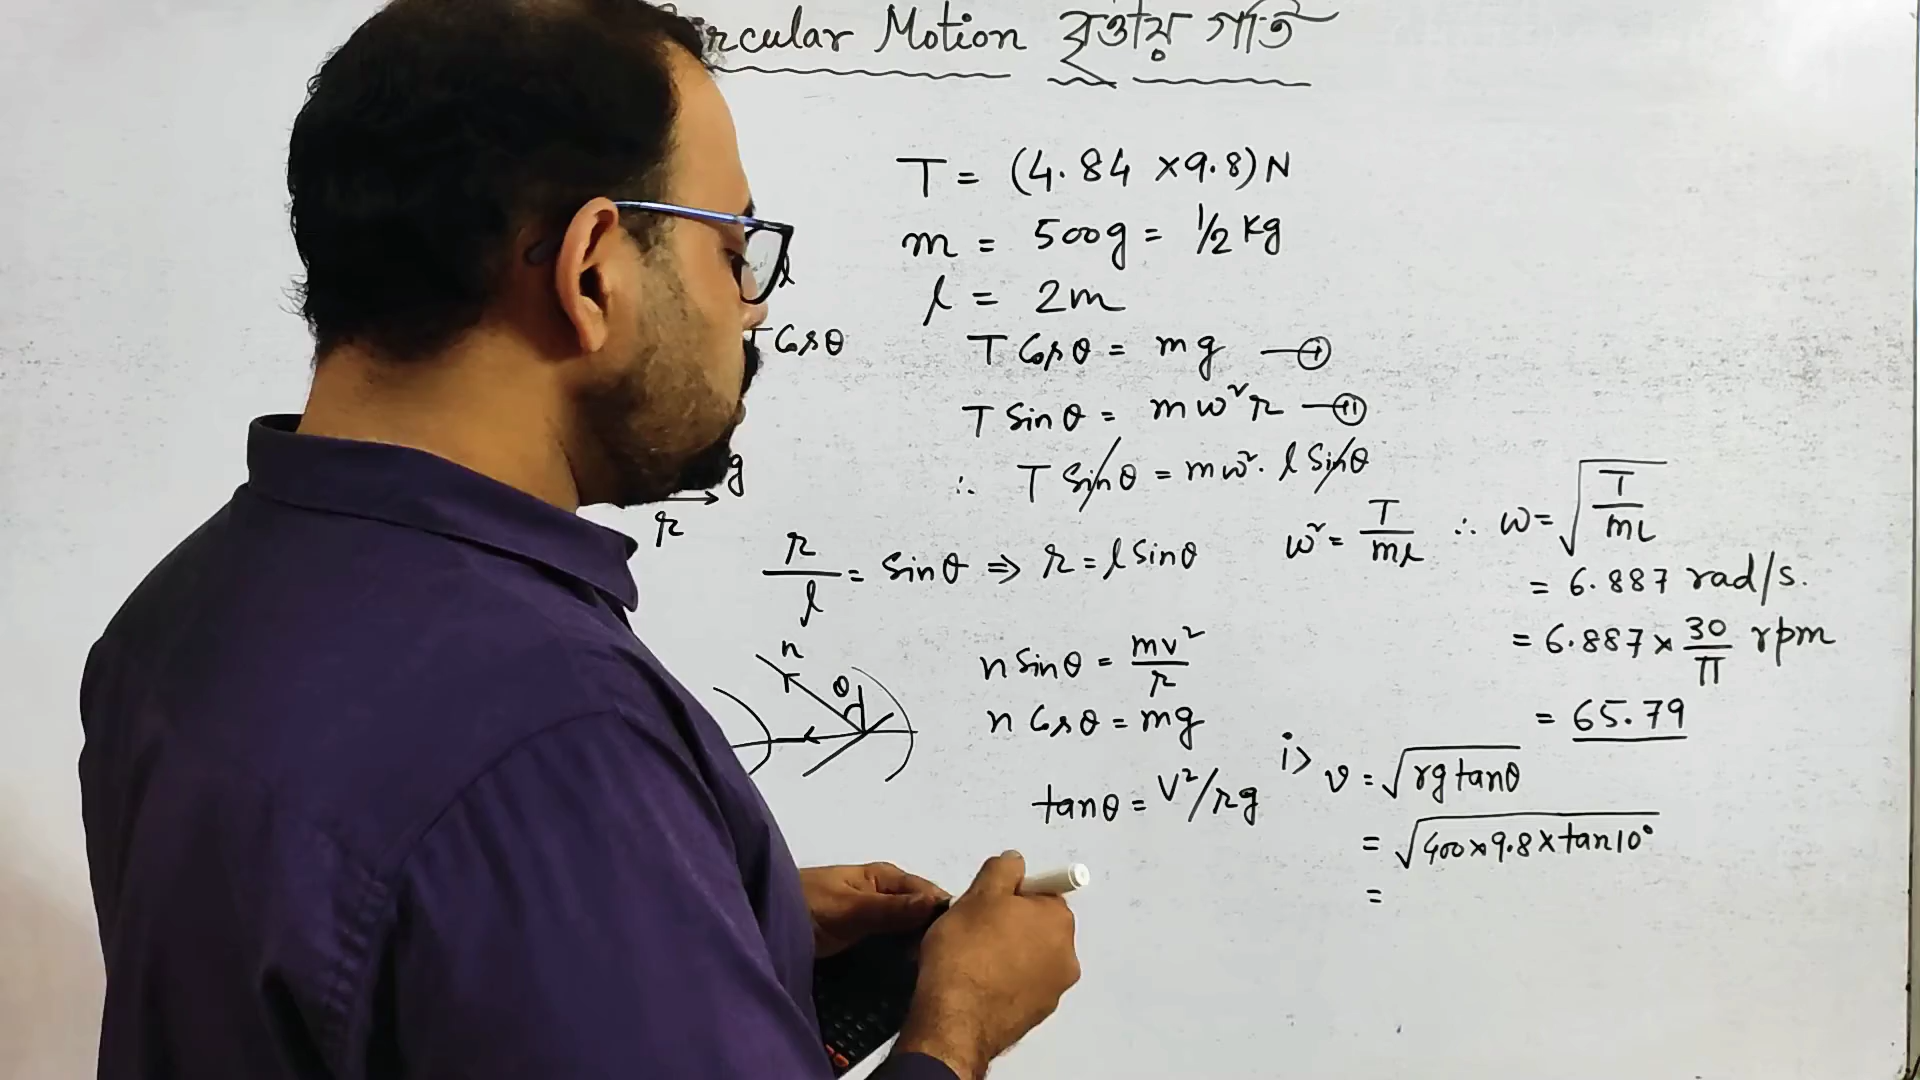 rcular Motion বৃত্তীয় গতি
T = (4.84 ×9.8)N
m = 500g = 1/2 Kg
l = 2m
l
T Cosθ
T Cosθ = mg —(I)
T Sinθ = mω²r —(II)
g
r
∴ T Sinθ = mω². l Sinθ
ω² = T/ml ∴ ω = √(T/ml)
r/l = Sinθ ⇒ r = l Sinθ
= 6.887 rad/s.
= 6.887 × 30/π rpm
= 65.79
n
θ
n Sinθ = mv²/r
n Cosθ = mg
tanθ = V²/rg
i> v = √rg tanθ
= √400×9.8×tan10°
=